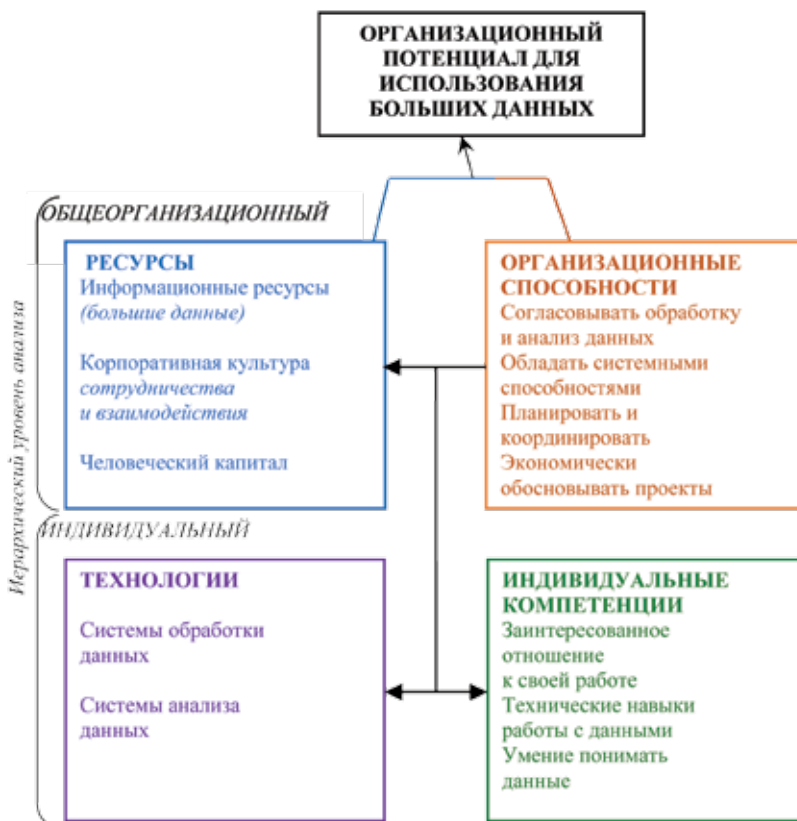 ОРГАНИЗАЦИОННЫЙ
ПОТЕНЦИАЛ ДЛЯ
ИСПОЛЬЗОВАНИЯ
БОЛЬШИХ ДАННЫХ
Иерархический уровень анализа
ОБЩЕОРГАНИЗАЦИОННЫЙ
РЕСУРСЫ
Информационные ресурсы
(большие данные)
Корпоративная культура
сотрудничества
и взаимодействия
Человеческий капитал
ОРГАНИЗАЦИОННЫЕ
СПОСОБНОСТИ
Согласовывать обработку
и анализ данных
Обладать системными
способностями
Планировать и
координировать
Экономически
обосновывать проекты
ИНДИВИДУАЛЬНЫЙ
ТЕХНОЛОГИИ
Системы обработки
данных
Системы анализа
данных
ИНДИВИДУАЛЬНЫЕ
КОМПЕТЕНЦИИ
Заинтересованное
отношение
к своей работе
Технические навыки
работы с данными
Умение понимать
данные